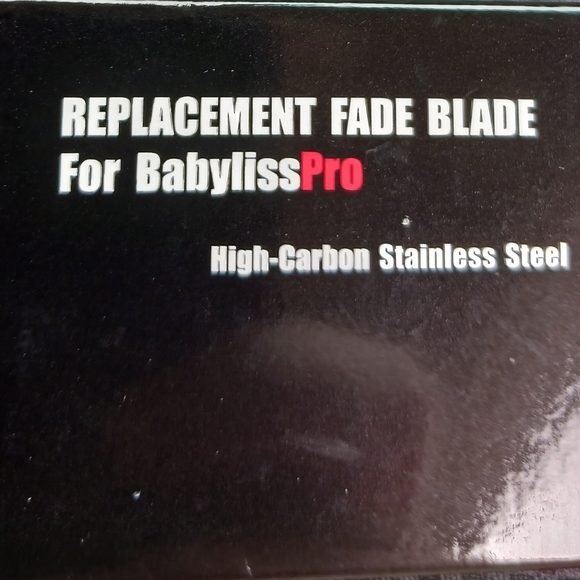 REPLACEMENT FADE BLADE
For BabylissPro
High-Carbon Stainless Steel